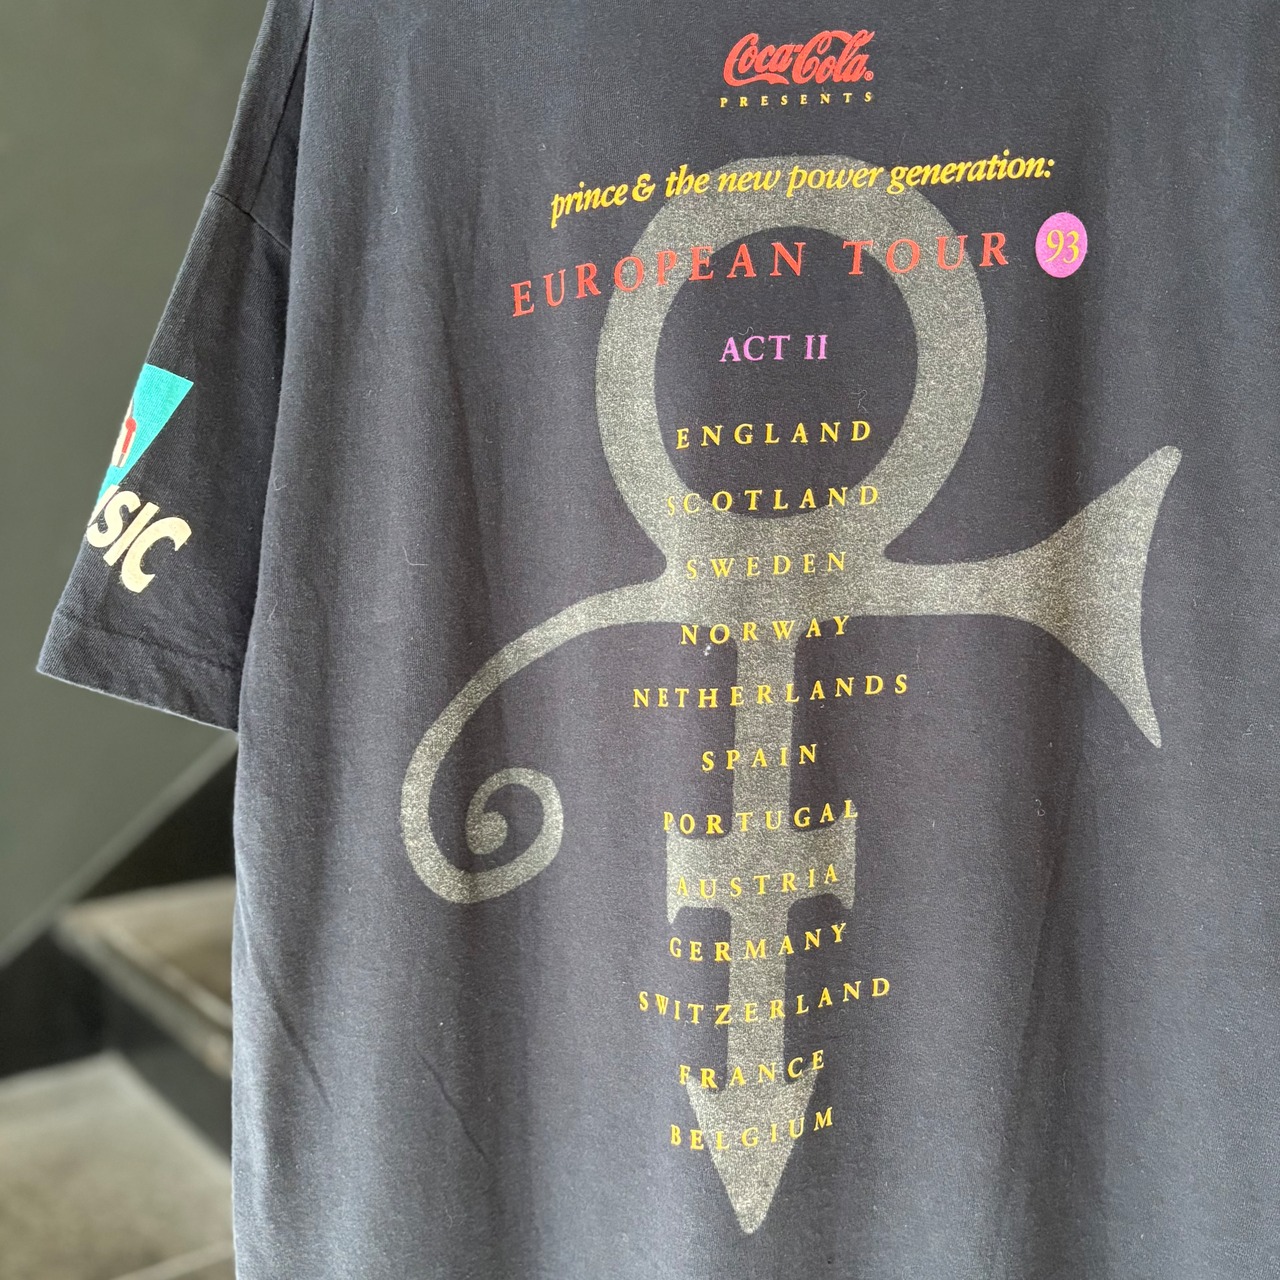 Coca-Cola®
PRESENTS
prince & the new power generation:
EUROPEAN TOUR 93
ACT II
ENGLAND
SCOTLAND
SWEDEN
NORWAY
NETHERLANDS
SPAIN
PORTUGAL
AUSTRIA
GERMANY
SWITZERLAND
FRANCE
BELGIUM